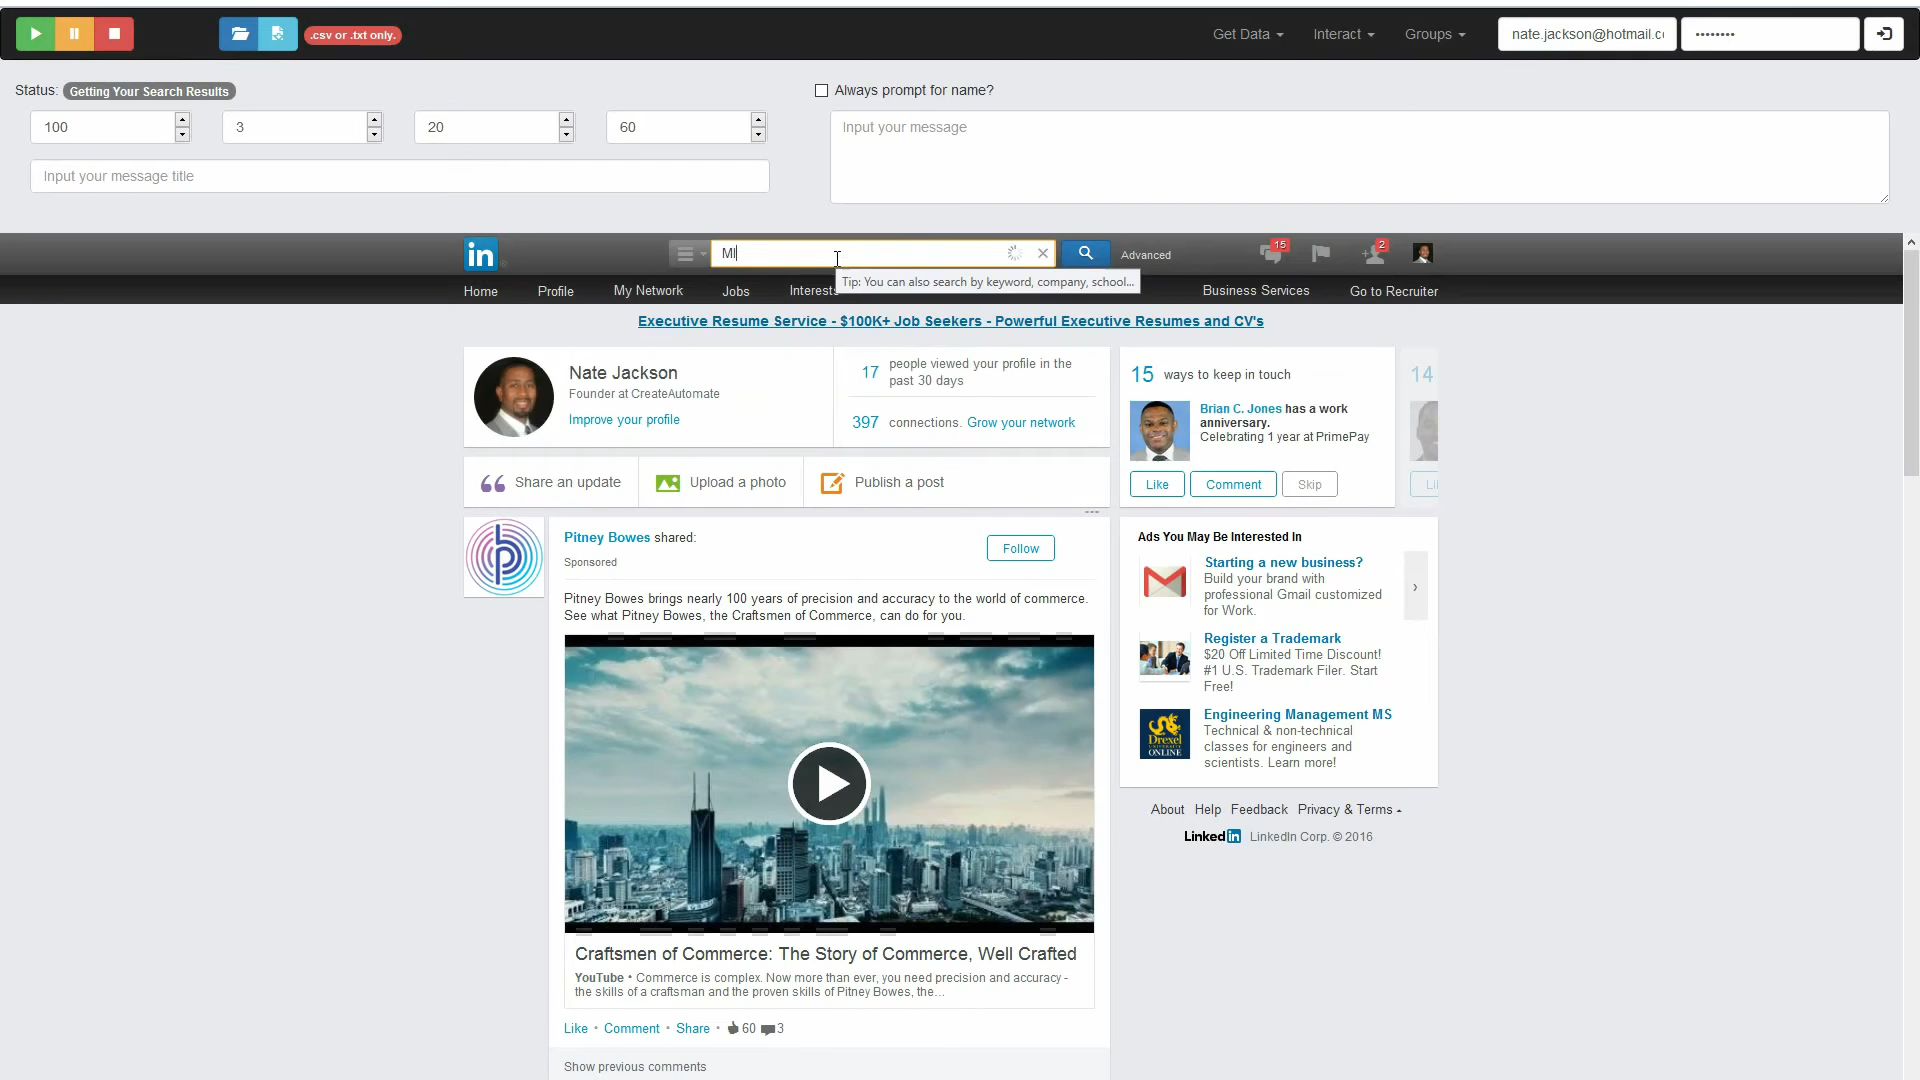 .csv or .txt only.
Get Data
Interact
Groups
nate.jackson@hotmail.c
••••••••
Status: Getting Your Search Results
Always prompt for name?
100
3
20
60
Input your message
Input your message title
in
MI
Advanced
15
2
Tip: You can also search by keyword, company, school...
Home
Profile
My Network
Jobs
Interests
Business Services
Go to Recruiter
Executive Resume Service - $100K+ Job Seekers - Powerful Executive Resumes and CV's
Nate Jackson
Founder at CreateAutomate
Improve your profile
17 people viewed your profile in the
past 30 days
397 connections. Grow your network
15 ways to keep in touch
14
Brian C. Jones has a work
anniversary.
Celebrating 1 year at PrimePay
Like
Comment
Skip
Li
Share an update
Upload a photo
Publish a post
Pitney Bowes shared:
Sponsored
Follow
Pitney Bowes brings nearly 100 years of precision and accuracy to the world of commerce.
See what Pitney Bowes, the Craftsmen of Commerce, can do for you.
Craftsmen of Commerce: The Story of Commerce, Well Crafted
YouTube • Commerce is complex. Now more than ever, you need precision and accuracy -
the skills of a craftsman and the proven skills of Pitney Bowes, the…
Like • Comment • Share • 60 3
Show previous comments
Ads You May Be Interested In
Starting a new business?
Build your brand with
professional Gmail customized
for Work.
Register a Trademark
$20 Off Limited Time Discount!
#1 U.S. Trademark Filer. Start
Free!
Drexel
UNIVERSITY
ONLINE
Engineering Management MS
Technical & non-technical
classes for engineers and
scientists. Learn more!
About Help Feedback Privacy & Terms
Linked in LinkedIn Corp. © 2016